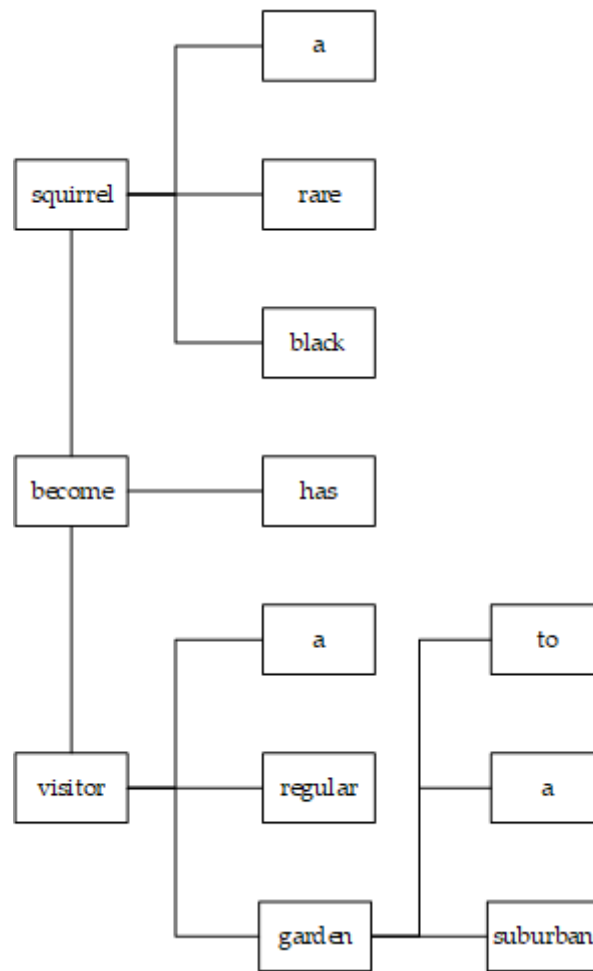 a
squirrel rare
black
become has
a to
visitor regular a
garden suburban